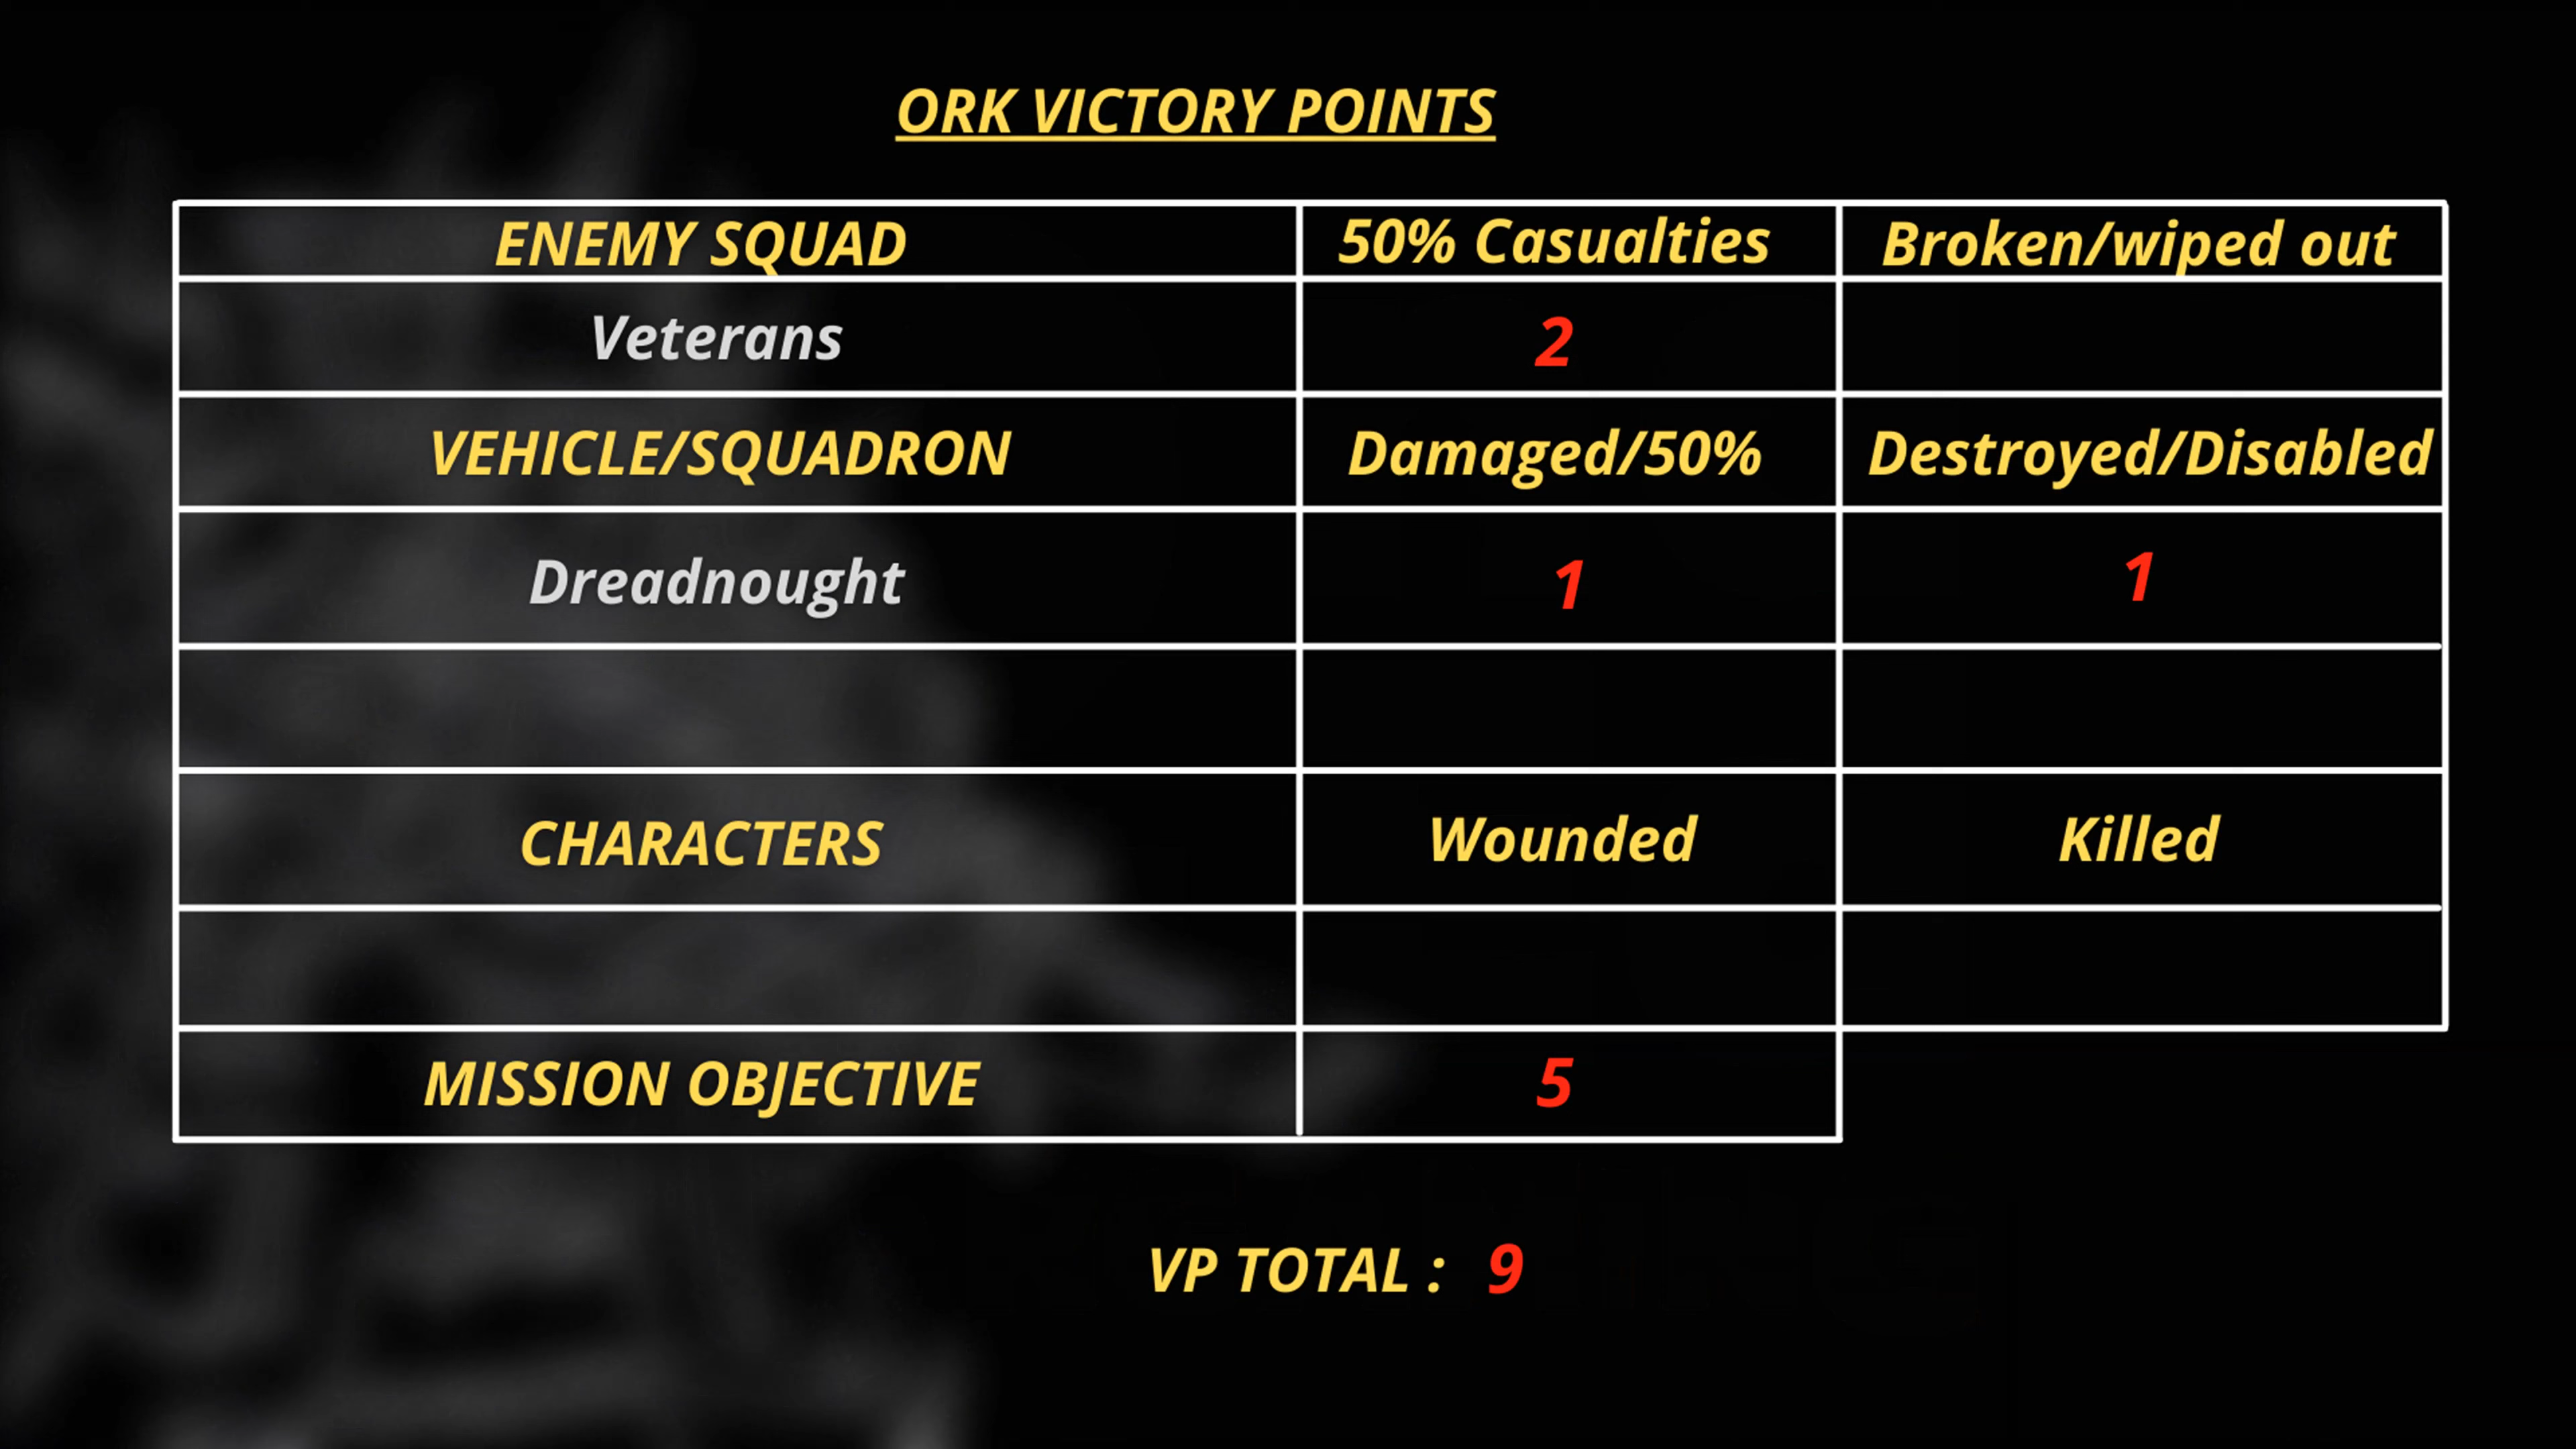 ORK VICTORY POINTS
ENEMY SQUAD 50% Casualties Broken/wiped out
Veterans 2
VEHICLE/SQUADRON Damaged/50% Destroyed/Disabled
Dreadnought 1 1
CHARACTERS Wounded Killed
MISSION OBJECTIVE 5
VP TOTAL : 9